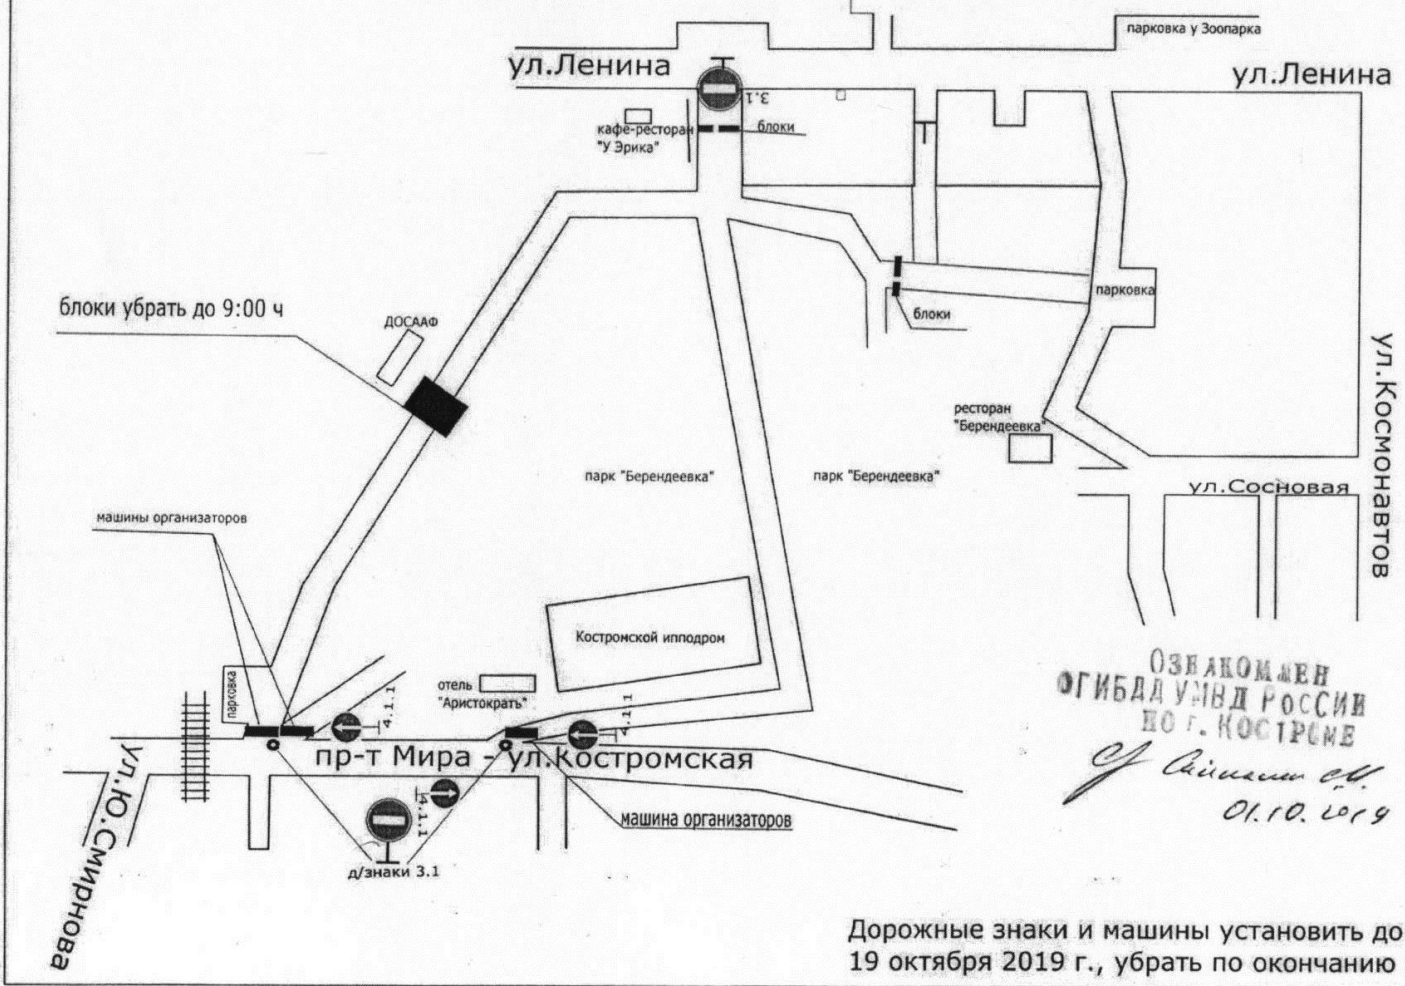 парковка у Зоопарка
ул.Ленина
ул.Ленина
3.1
кафе-ресторан
"У Эрика"
блоки
блоки убрать до 9:00 ч
ДОСААФ
парковка
блоки
ул.Космонавтов
ресторан
"Берендеевка"
парк "Берендеевка"
парк "Берендеевка"
ул.Сосновая
машины организаторов
Костромской ипподром
парковка
отель
"Аристократъ"
4.1.1
4.1.1
пр-т Мира - ул.Костромская
ул.Ю.Смирнова
4.1.1
машина организаторов
д/знаки 3.1
ОЗНАКОМЛЕН
ОГИБДД УМВД РОССИИ
ПО г. КОСТРОМЕ
01.10.2019
Дорожные знаки и машины установить до
19 октября 2019 г., убрать по окончанию